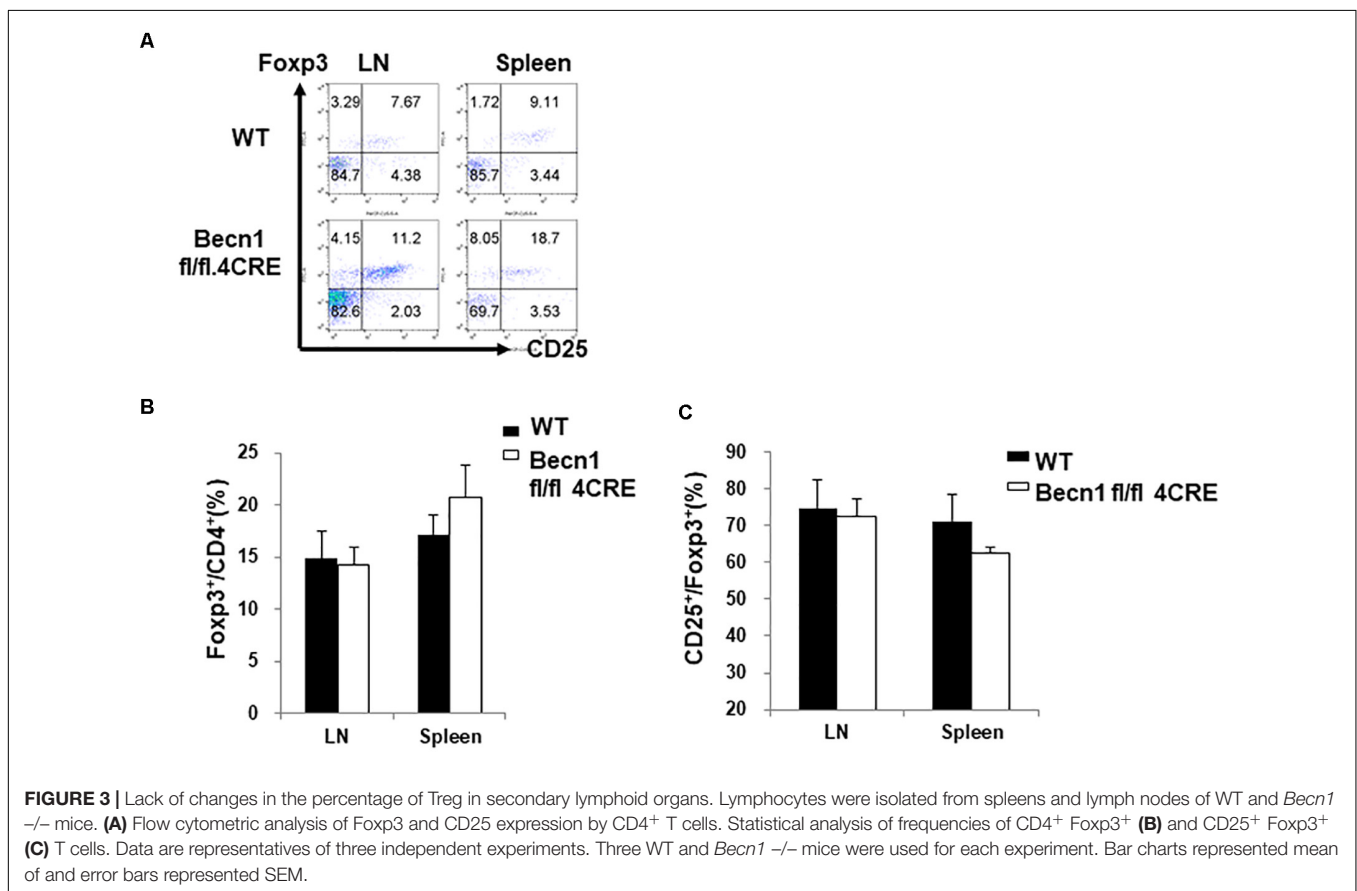 A
Foxp3 LN Spleen
WT
3.29 7.67 1.72 9.11
84.7 4.38 85.7 3.44
Becn1
fl/fl.4CRE
4.15 11.2 8.05 18.7
82.6 2.03 69.7 3.53
CD25
B
WT
Becn1
fl/fl 4CRE
Foxp3⁺/CD4⁺(%)
25
20
15
10
5
0
LN Spleen
C
WT
Becn1 fl/fl 4CRE
CD25⁺/Foxp3⁺(%)
90
80
70
60
50
40
30
20
LN Spleen
FIGURE 3 | Lack of changes in the percentage of Treg in secondary lymphoid organs. Lymphocytes were isolated from spleens and lymph nodes of WT and Becn1
–/– mice. (A) Flow cytometric analysis of Foxp3 and CD25 expression by CD4⁺ T cells. Statistical analysis of frequencies of CD4⁺ Foxp3⁺ (B) and CD25⁺ Foxp3⁺
(C) T cells. Data are representatives of three independent experiments. Three WT and Becn1 –/– mice were used for each experiment. Bar charts represented mean
of and error bars represented SEM.